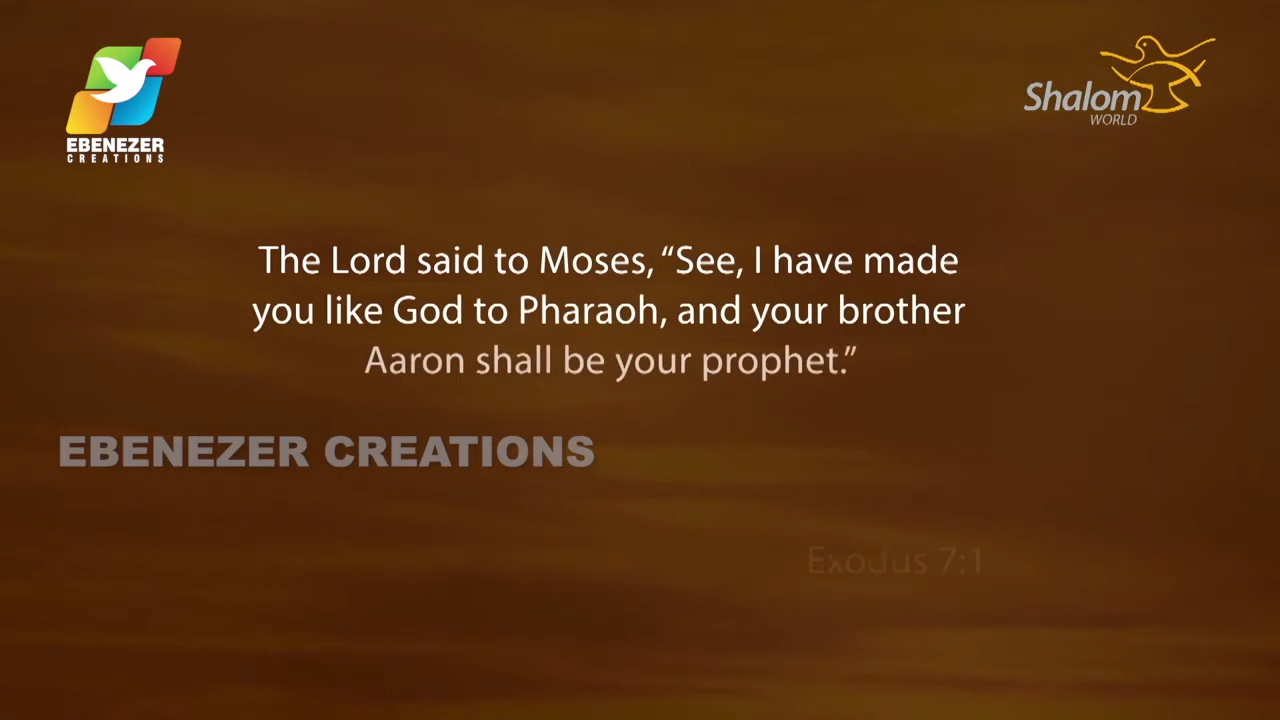 EBENEZER
CREATIONS
Shalom
WORLD
The Lord said to Moses, “See, I have made
you like God to Pharaoh, and your brother
Aaron shall be your prophet.”
EBENEZER CREATIONS
Exodus 7:1